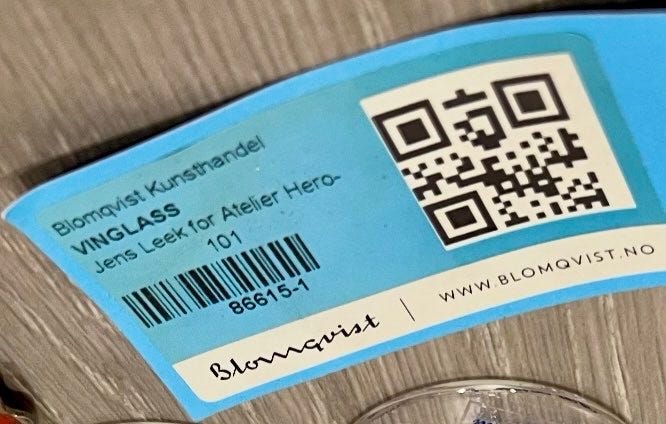 Blomqvist Kunsthandel
VINGLASS
Jens Leek for Atelier Hero-
101
86615-1
Blomqvist | WWW.BLOMQVIST.NO